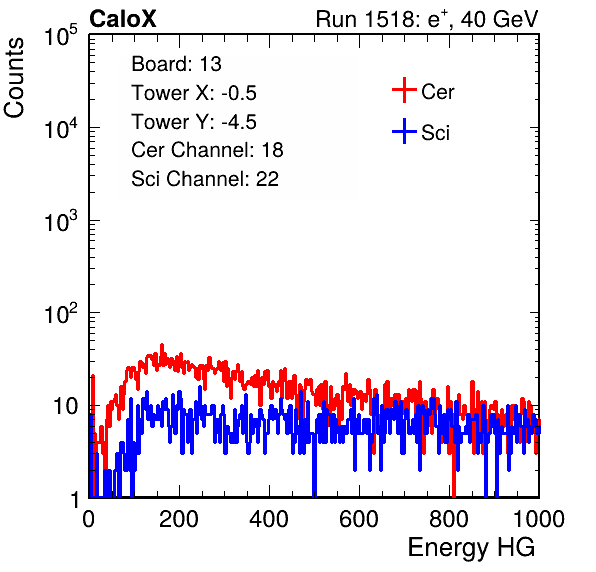 CaloX Run 1518: e+, 40 GeV
Counts
10^5
10^4
10^3
10^2
10
1
Board: 13
Tower X: -0.5
Tower Y: -4.5
Cer Channel: 18
Sci Channel: 22
Cer
Sci
0 200 400 600 800 1000
Energy HG